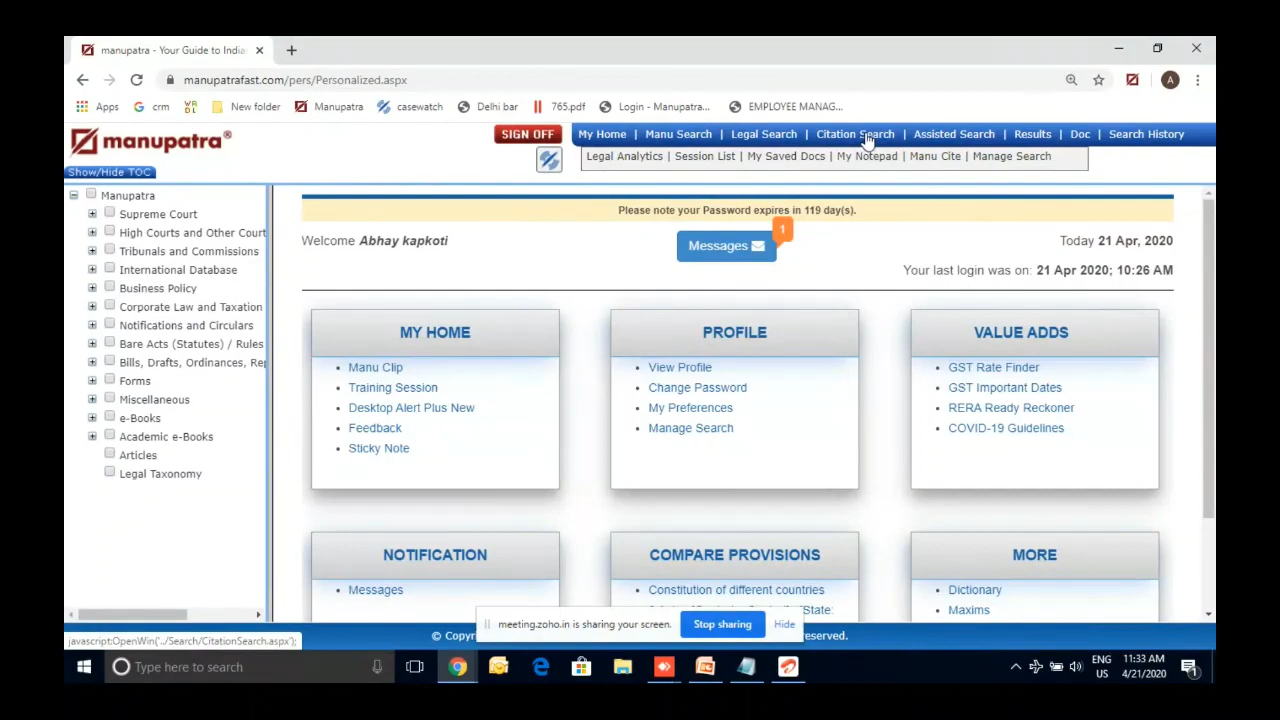 manupatra - Your Guide to India
manupatrafast.com/pers/Personalized.aspx
Apps crm New folder Manupatra casewatch Delhi bar 765.pdf Login - Manupatra... EMPLOYEE MANAG...
manupatra®
SIGN OFF
My Home | Manu Search | Legal Search | Citation Search | Assisted Search | Results | Doc | Search History
Legal Analytics | Session List | My Saved Docs | My Notepad | Manu Cite | Manage Search
Show/Hide TOC
Manupatra
Supreme Court
High Courts and Other Court
Tribunals and Commissions
International Database
Business Policy
Corporate Law and Taxation
Notifications and Circulars
Bare Acts (Statutes) / Rules
Bills, Drafts, Ordinances, Rep
Forms
Miscellaneous
e-Books
Academic e-Books
Articles
Legal Taxonomy
Please note your Password expires in 119 day(s).
Welcome Abhay kapkoti
Messages
1
Today 21 Apr, 2020
Your last login was on: 21 Apr 2020; 10:26 AM
MY HOME
Manu Clip
Training Session
Desktop Alert Plus New
Feedback
Sticky Note
PROFILE
View Profile
Change Password
My Preferences
Manage Search
VALUE ADDS
GST Rate Finder
GST Important Dates
RERA Ready Reckoner
COVID-19 Guidelines
NOTIFICATION
Messages
COMPARE PROVISIONS
Constitution of different countries
MORE
Dictionary
Maxims
meeting.zoho.in is sharing your screen. Stop sharing Hide
javascript:OpenWin('../Search/CitationSearch.aspx');
© Copyr
reserved.
Type here to search
ENG
US
11:33 AM
4/21/2020
1
A